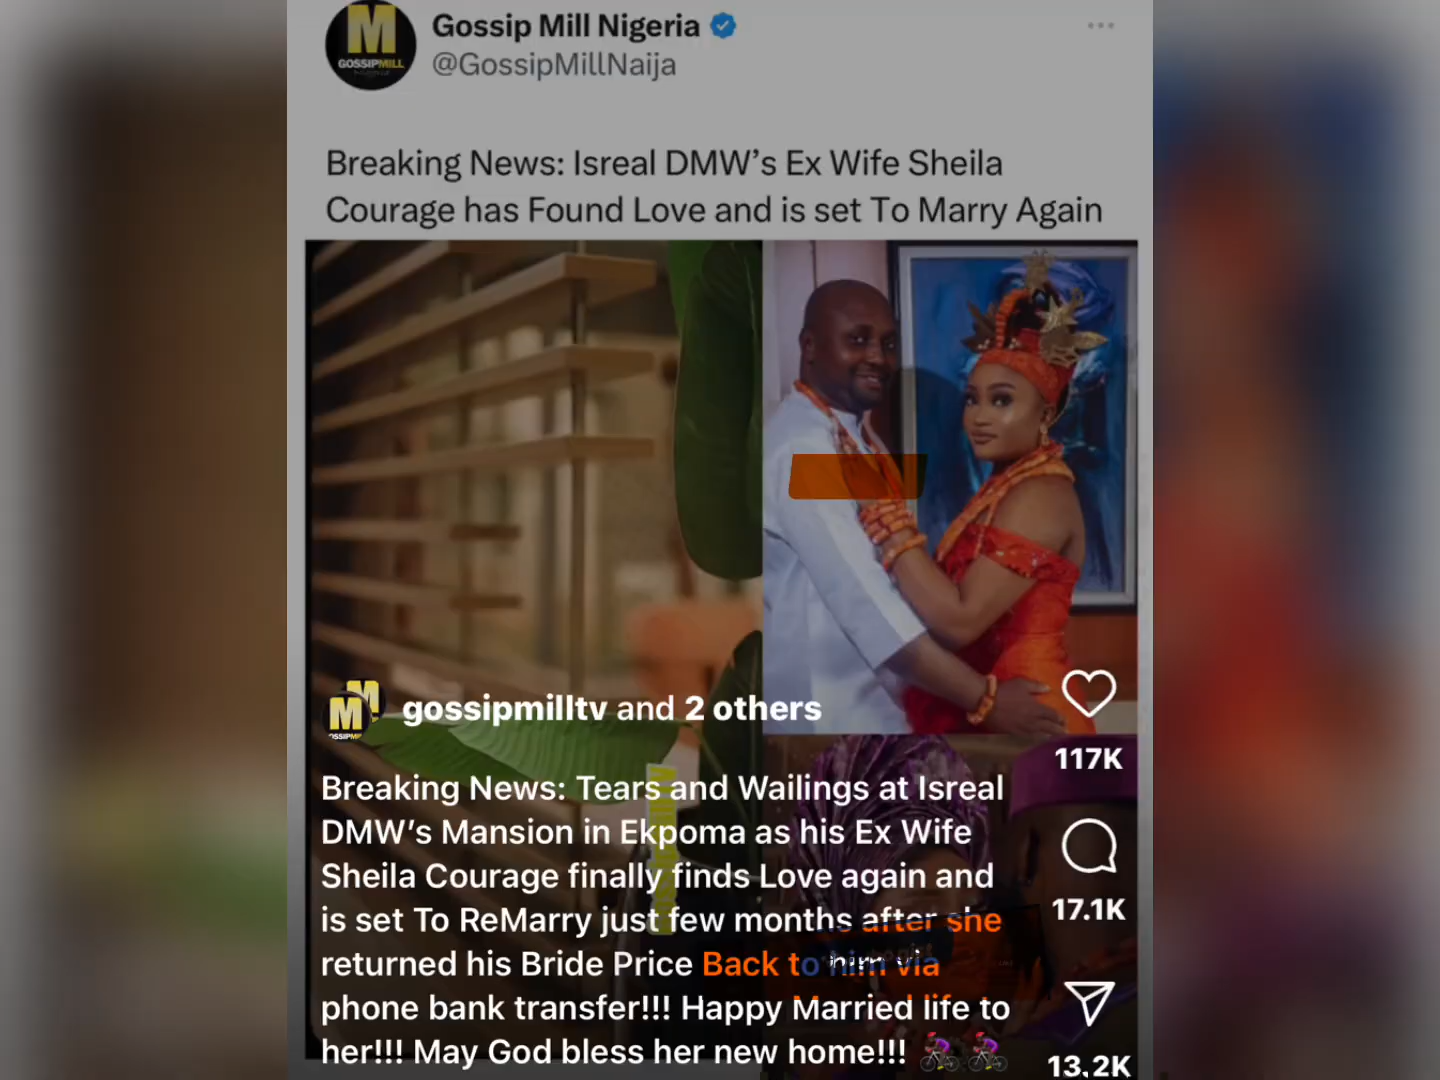 M
GOSSIPMILL
Gossip Mill Nigeria
@GossipMillNaija
Breaking News: Isreal DMW’s Ex Wife Sheila
Courage has Found Love and is set To Marry Again
M
M
OSSIPMI
gossipmilltv and 2 others
117K
Breaking News: Tears and Wailings at Isreal
DMW’s Mansion in Ekpoma as his Ex Wife
Sheila Courage finally finds Love again and
is set To ReMarry just few months after she
17.1K
returned his Bride Price Back to him via
phone bank transfer!!! Happy Married life to
her!!! May God bless her new home!!! 🚴🏿‍♀️🚴🏿‍♀️
13.2K